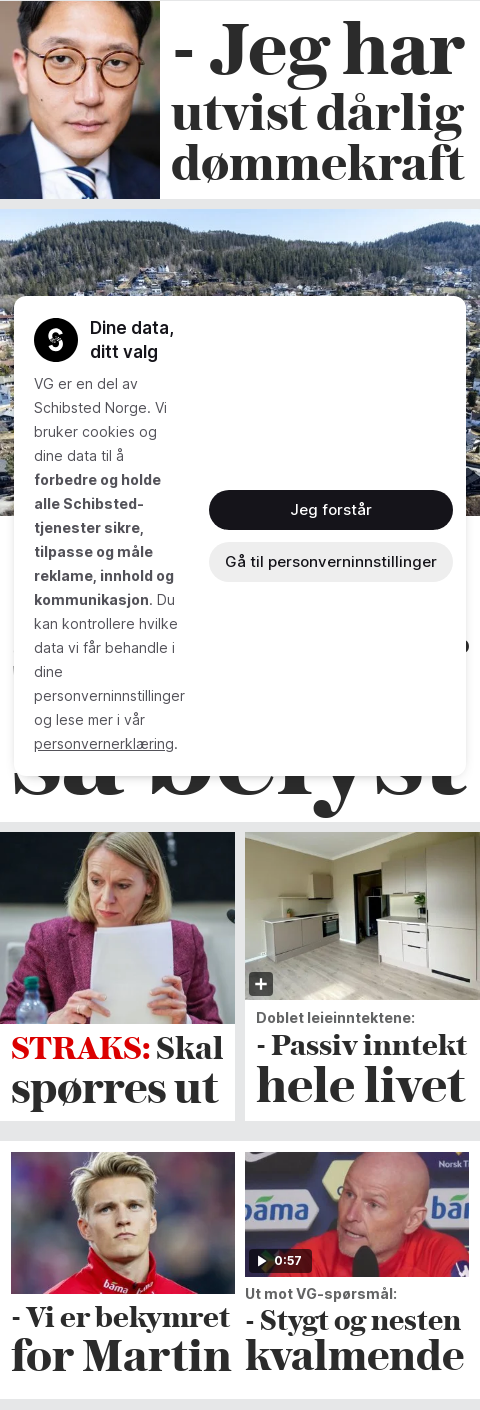 - Jeg har
utvist dårlig
dømmekraft
Dine data,
ditt valg
VG er en del av
Schibsted Norge. Vi
bruker cookies og
dine data til å
forbedre og holde
alle Schibsted-
tjenester sikre,
tilpasse og måle
reklame, innhold og
kommunikasjon. Du
kan kontrollere hvilke
data vi får behandle i
dine
personverninnstillinger
og lese mer i vår
personvernerklæring.
Jeg forstår
Gå til personverninnstillinger
så belyst
STRAKS: Skal
spørres ut
Doblet leieinntektene:
- Passiv inntekt
hele livet
bama
- Vi er bekymret
for Martin
Norsk
bama
bama
0:57
Ut mot VG-spørsmål:
- Stygt og nesten
kvalmende